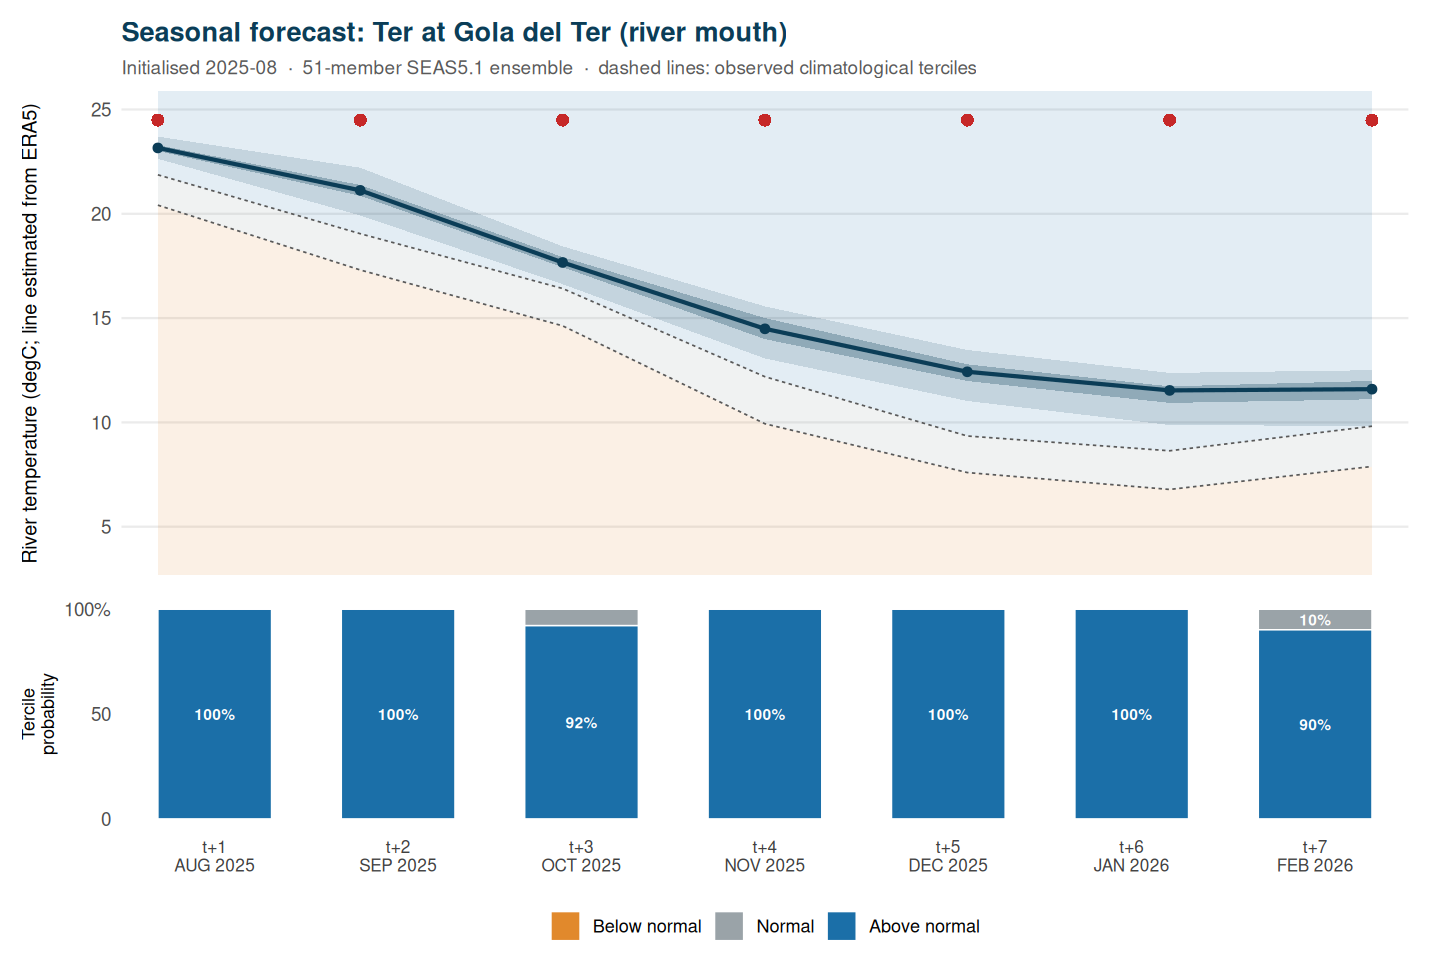 Seasonal forecast: Ter at Gola del Ter (river mouth)
Initialised 2025-08 · 51-member SEAS5.1 ensemble · dashed lines: observed climatological terciles
River temperature (degC; line estimated from ERA5)
25
20
15
10
5
Tercile
probability
100%
50
0
100%
100%
92%
100%
100%
100%
10%
90%
t+1
AUG 2025
t+2
SEP 2025
t+3
OCT 2025
t+4
NOV 2025
t+5
DEC 2025
t+6
JAN 2026
t+7
FEB 2026
Below normal
Normal
Above normal